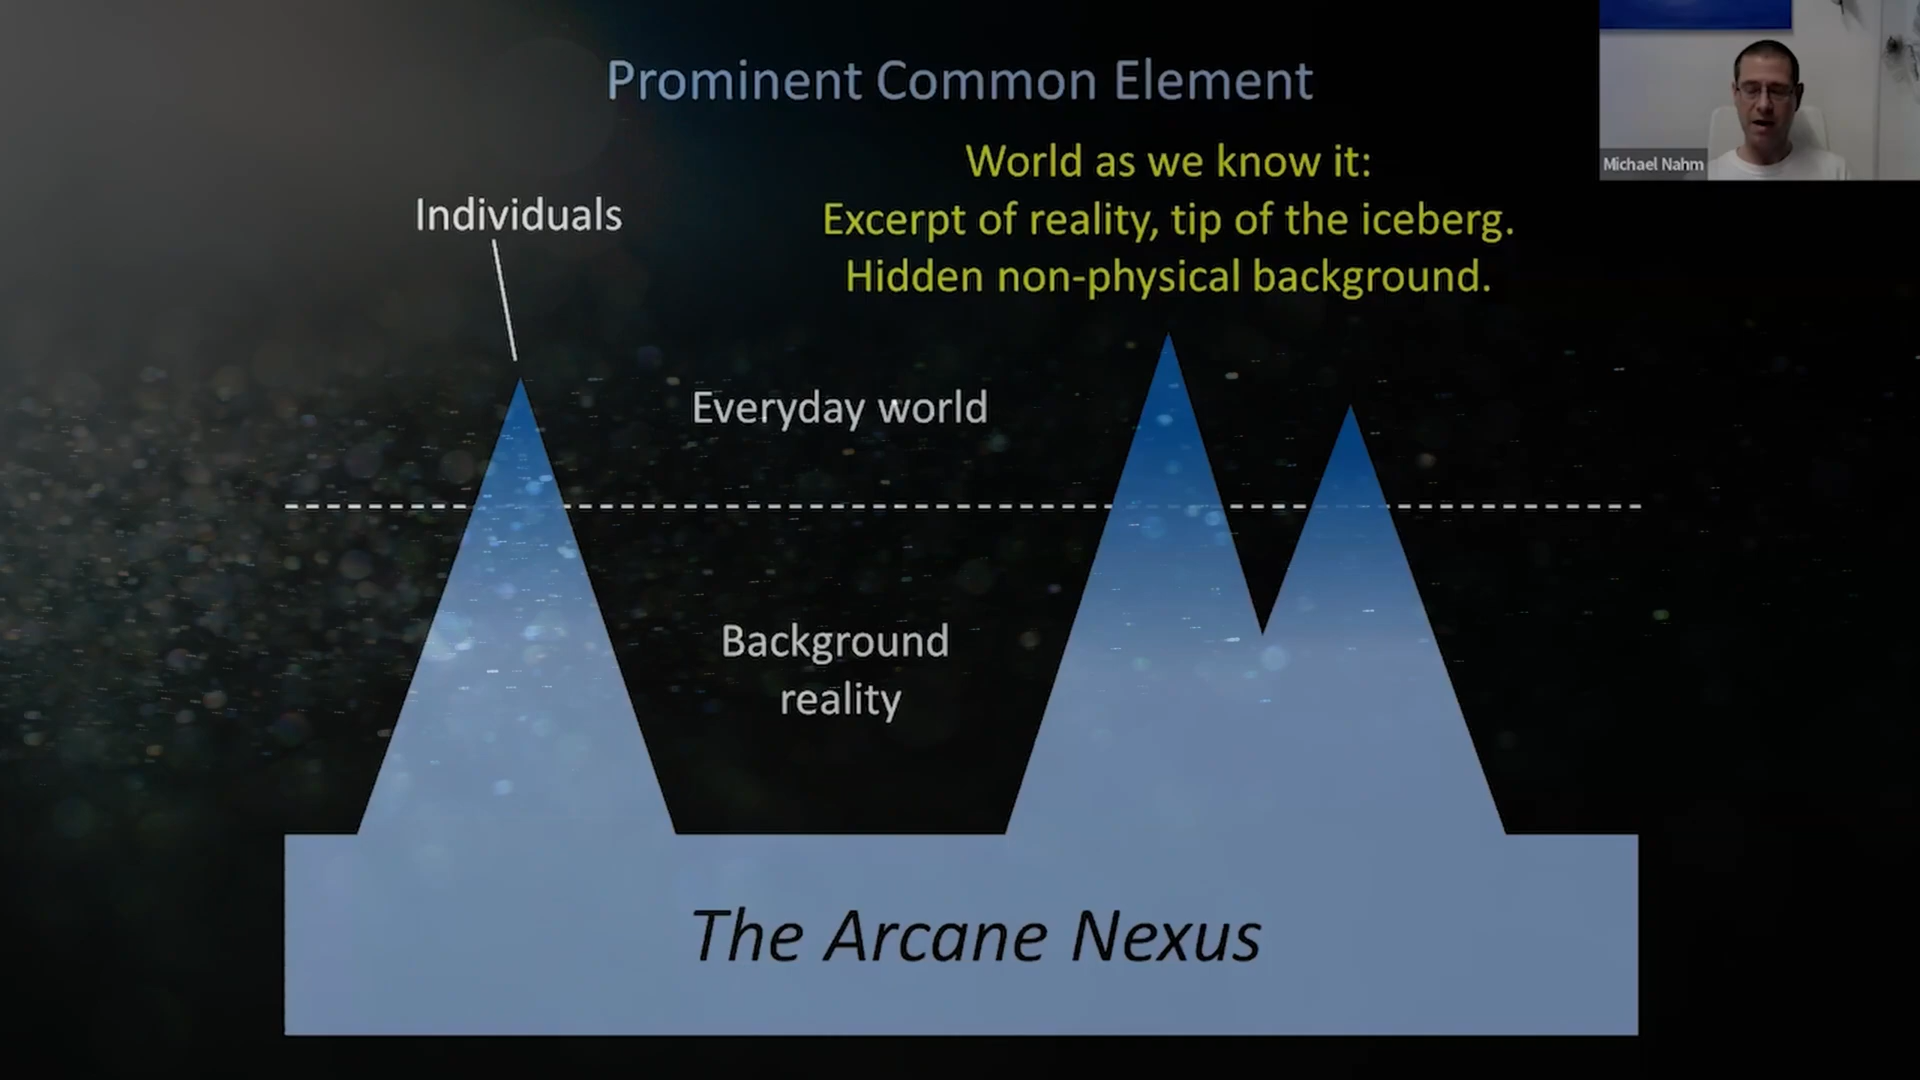 Prominent Common Element
Michael Nahm
World as we know it:
Excerpt of reality, tip of the iceberg.
Hidden non-physical background.
Individuals
Everyday world
Background
reality
The Arcane Nexus